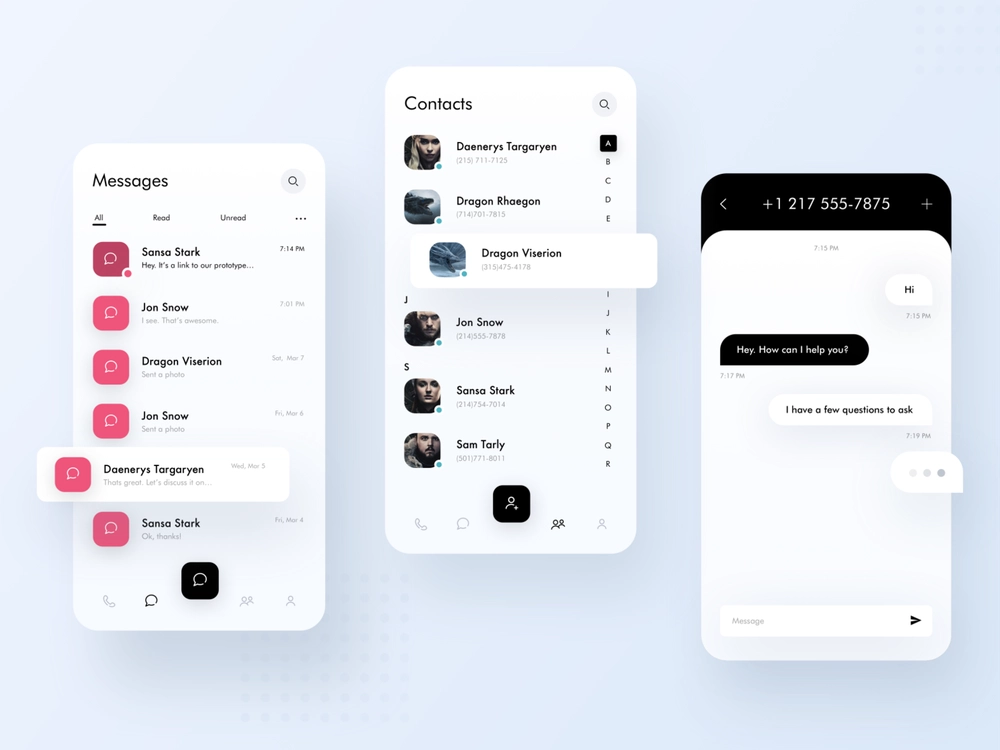 Messages
All Read Unread
Sansa Stark 7:14 PM
Hey. It's a link to our prototype...
Jon Snow 7:01 PM
I see. That's awesome.
Dragon Viserion Sat, Mar 7
Sent a photo
Jon Snow Fri, Mar 6
Sent a photo
Daenerys Targaryen Wed, Mar 5
Thats great. Let's discuss it on...
Sansa Stark Fri, Mar 4
Ok, thanks!
Contacts
A
B
C
D
E
I
J
K
L
M
N
O
P
Q
R
Daenerys Targaryen
(215) 711-7125
Dragon Rhaegon
(714)701-7815
Dragon Viserion
(315)475-4178
J
Jon Snow
(214)555-7878
S
Sansa Stark
(214)754-7014
Sam Tarly
(501)771-8011
+1 217 555-7875
7:15 PM
Hi
7:15 PM
Hey. How can I help you?
7:17 PM
I have a few questions to ask
7:19 PM
Message